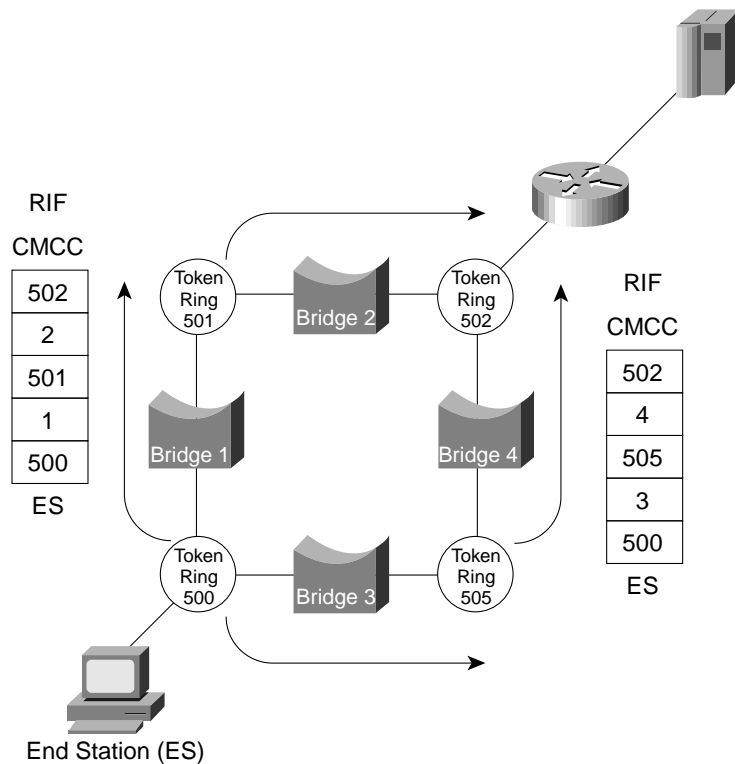 RIF
CMCC
502
2
501
1
500
ES
Token
Ring
501
Bridge 2
Token
Ring
502
Bridge 1
Bridge 4
Token
Ring
500
Bridge 3
Token
Ring
505
RIF
CMCC
502
4
505
3
500
ES
End Station (ES)